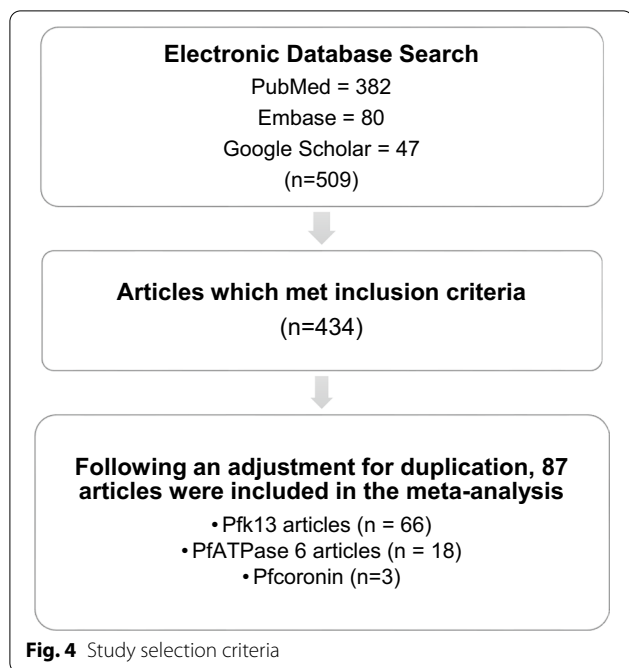 Electronic Database Search
PubMed = 382
Embase = 80
Google Scholar = 47
(n=509)
Articles which met inclusion criteria
(n=434)
Following an adjustment for duplication, 87
articles were included in the meta-analysis
• Pfk13 articles (n = 66)
• PfATPase 6 articles (n = 18)
• Pfcoronin (n=3)
Fig. 4 Study selection criteria